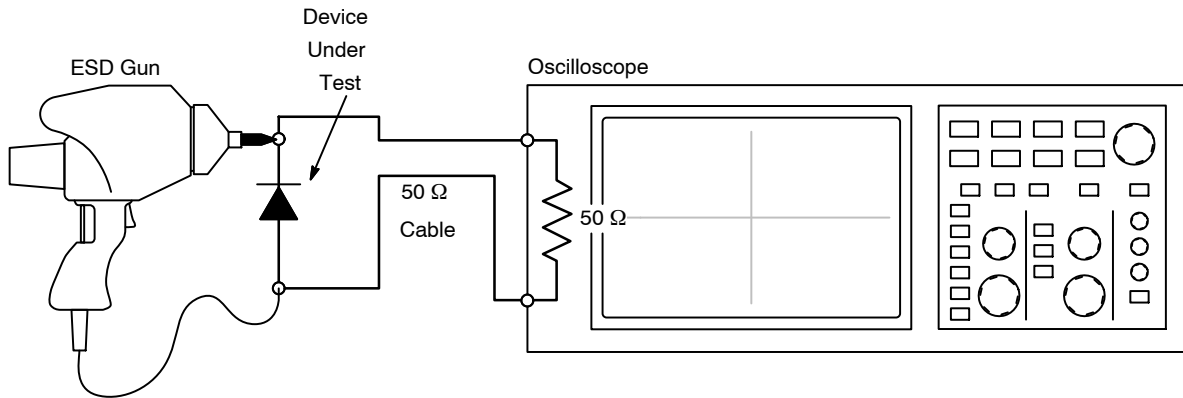 Device
Under
Test
ESD Gun
Oscilloscope
50 Ω
Cable
50 Ω